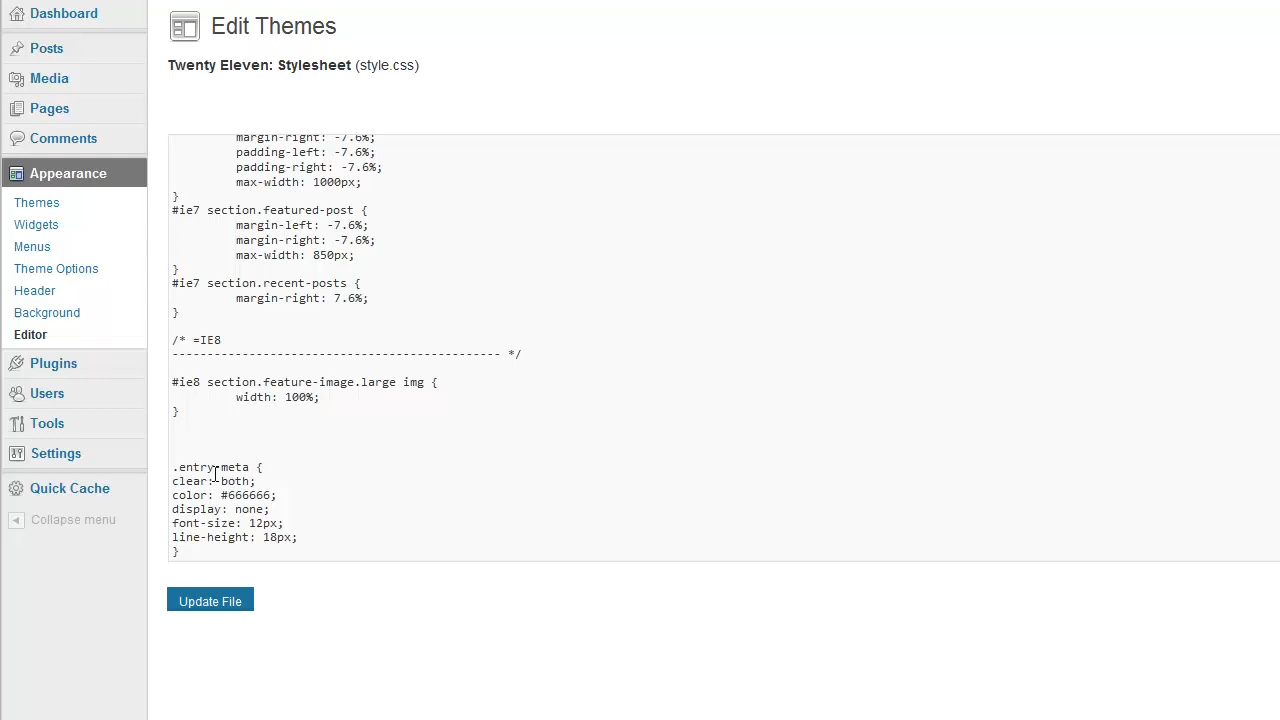 Dashboard
Posts
Media
Pages
Comments
Appearance
Themes
Widgets
Menus
Theme Options
Header
Background
Editor
Plugins
Users
Tools
Settings
Quick Cache
Collapse menu
Edit Themes
Twenty Eleven: Stylesheet (style.css)
margin-right: -7.6%;
padding-left: -7.6%;
padding-right: -7.6%;
max-width: 1000px;
}
#ie7 section.featured-post {
margin-left: -7.6%;
margin-right: -7.6%;
max-width: 850px;
}
#ie7 section.recent-posts {
margin-right: 7.6%;
}
/* =IE8
----------------------------------------------- */
#ie8 section.feature-image.large img {
width: 100%;
}
.entry-meta {
clear: both;
color: #666666;
display: none;
font-size: 12px;
line-height: 18px;
}
Update File